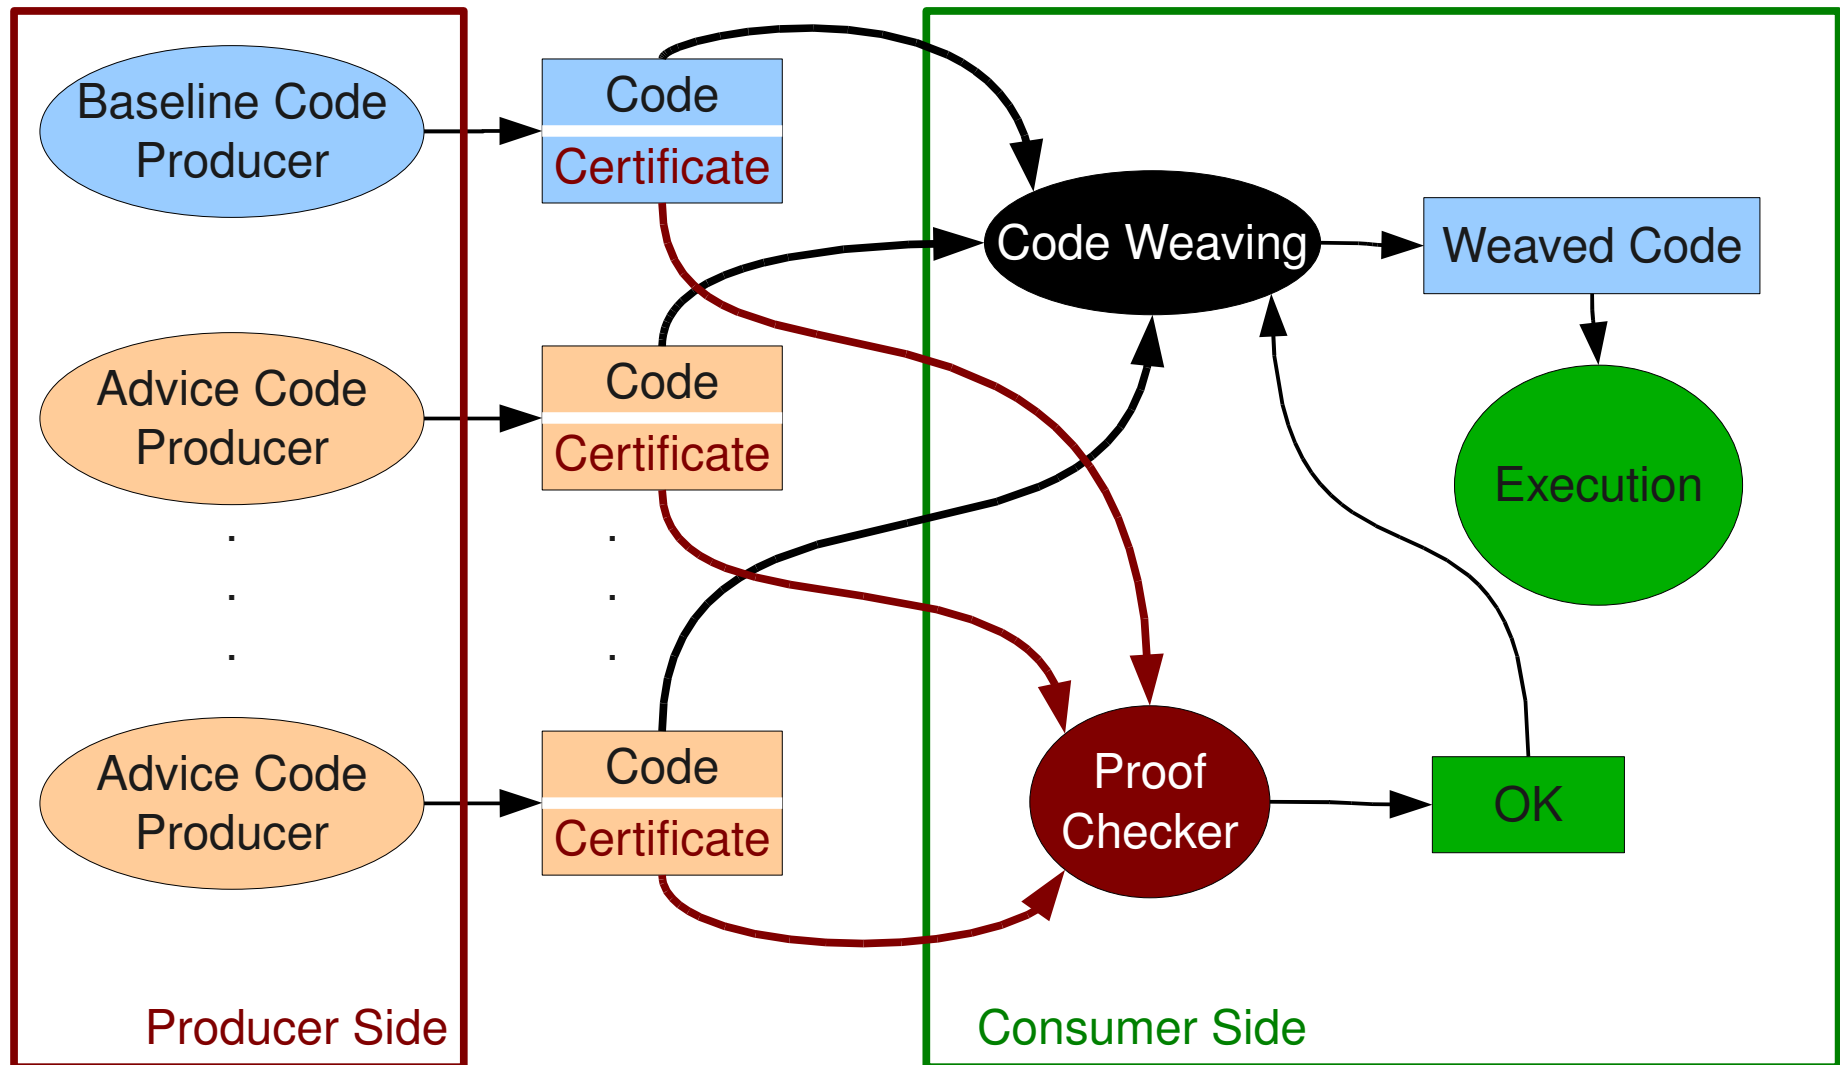 Baseline Code
Producer
Code
Certificate
Code Weaving
Weaved Code
Advice Code
Producer
Code
Certificate
Execution
.
.
.
.
.
.
Advice Code
Producer
Code
Certificate
Proof
Checker
OK
Producer Side
Consumer Side